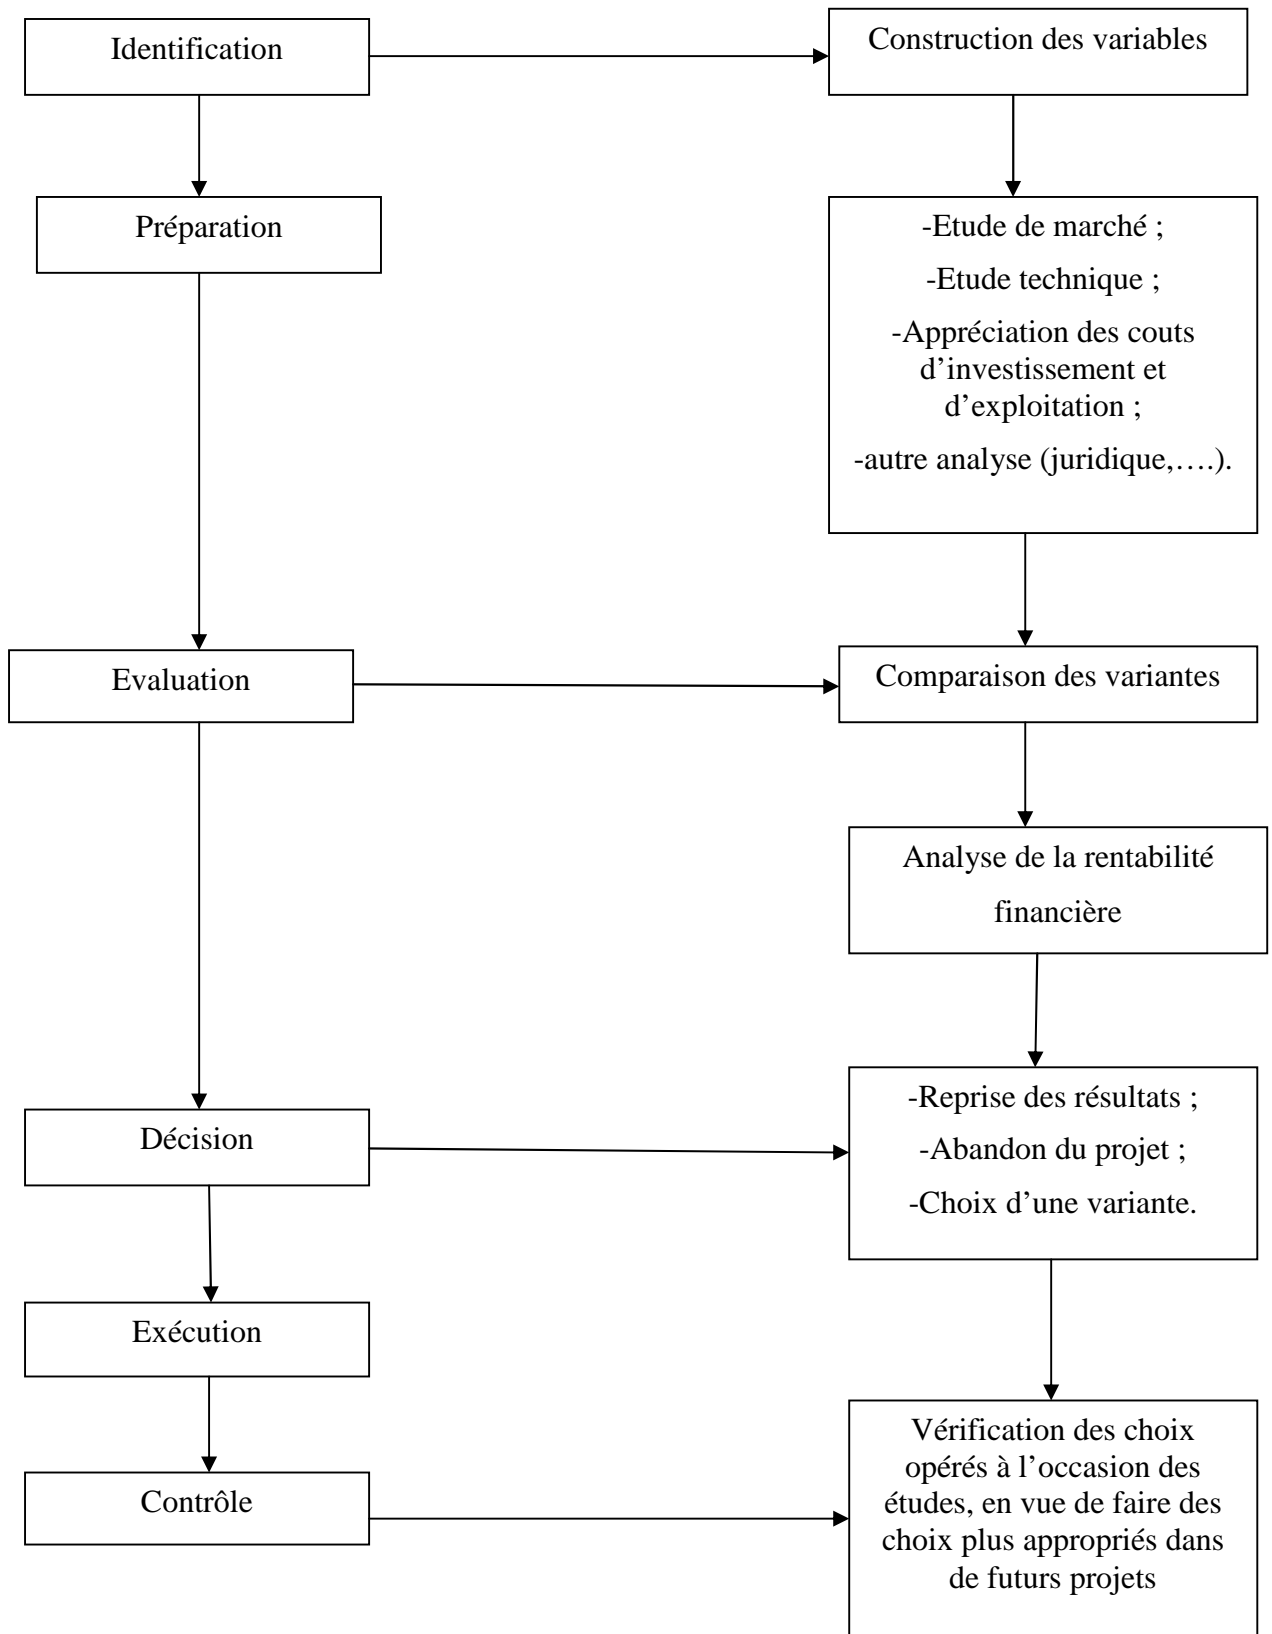 Identification
Construction des variables
Préparation
-Etude de marché ;
-Etude technique ;
-Appréciation des couts
d’investissement et
d’exploitation ;
-autre analyse (juridique,….).
Evaluation
Comparaison des variantes
Analyse de la rentabilité
financière
Décision
-Reprise des résultats ;
-Abandon du projet ;
-Choix d’une variante.
Exécution
Contrôle
Vérification des choix
opérés à l’occasion des
études, en vue de faire des
choix plus appropriés dans
de futurs projets